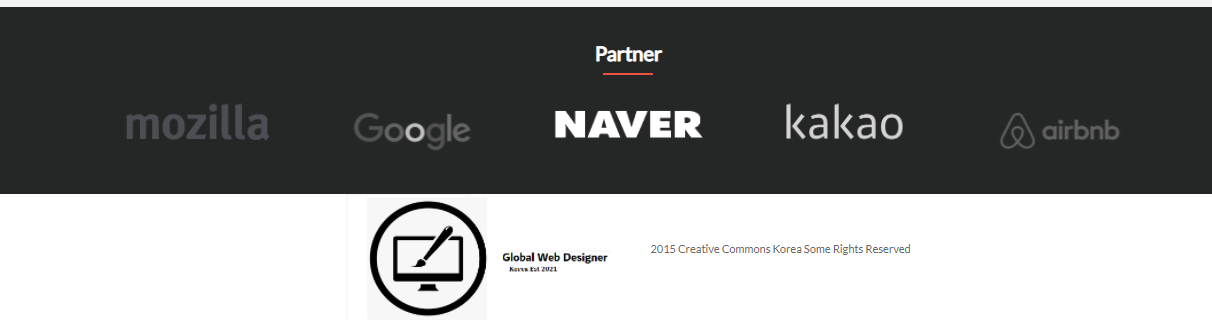 Partner
mozilla
Google
NAVER
kakao
airbnb
Global Web Designer
Korea Est 2021
2015 Creative Commons Korea Some Rights Reserved